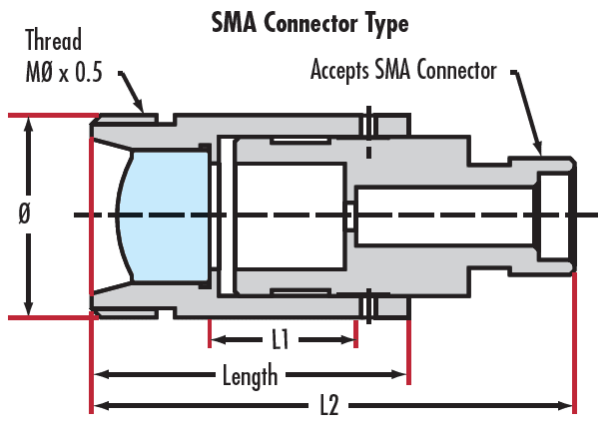 SMA Connector Type
Thread
MØ x 0.5
Accepts SMA Connector
Ø
L1
Length
L2